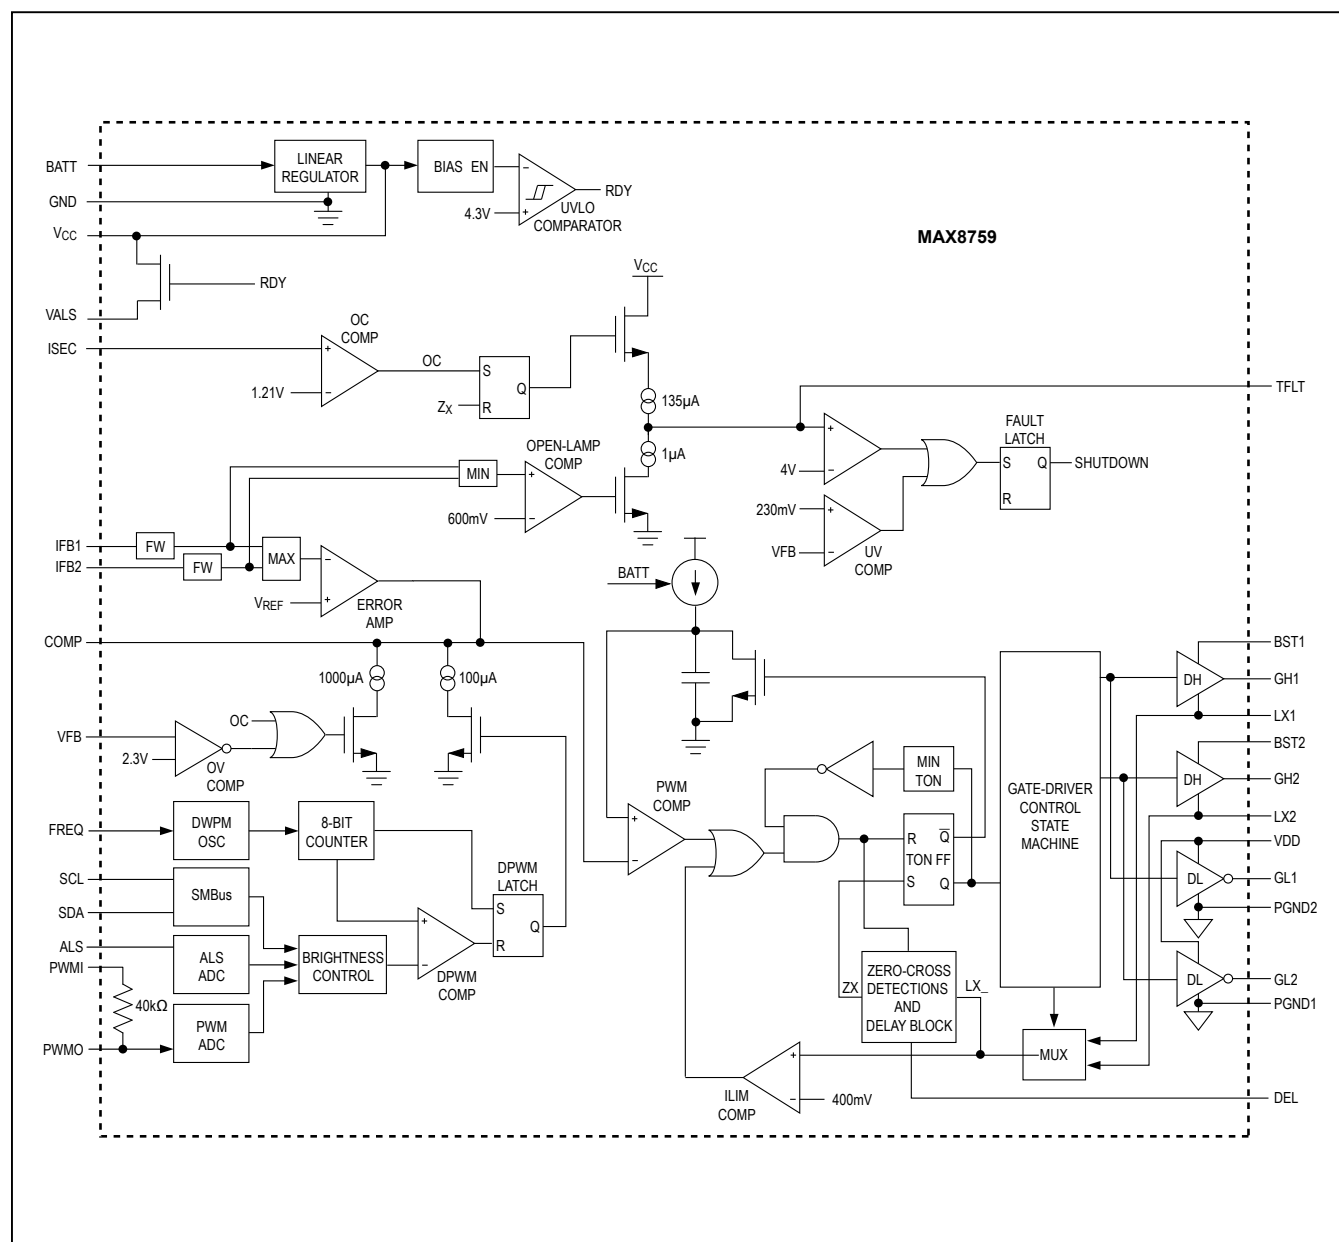 BATT
LINEAR
REGULATOR
BIAS EN
−
+
RDY
GND
4.3V
UVLO
COMPARATOR
VCC
MAX8759
RDY
VCC
VALS
OC
COMP
ISEC
+
−
OC
1.21V
S
Q
R
ZX
135µA
TFLT
1µA
OPEN-LAMP
COMP
MIN
+
−
600mV
+
−
4V
FAULT
LATCH
S
Q
R
SHUTDOWN
230mV
+
−
VFB
UV
COMP
IFB1
FW
IFB2
FW
MAX
−
+
VREF
ERROR
AMP
BATT
COMP
1000µA
100µA
BST1
DH
GH1
LX1
VFB
OC
2.3V
OV
COMP
BST2
DH
GH2
LX2
MIN
TON
GATE-DRIVER
CONTROL
STATE
MACHINE
PWM
COMP
+
−
R
Q
TON FF
S
Q
VDD
DL
GL1
PGND2
FREQ
DWPM
OSC
8-BIT
COUNTER
DPWM
LATCH
S
Q
R
SCL
SMBus
SDA
ALS
ALS
ADC
BRIGHTNESS
CONTROL
+
−
DPWM
COMP
PWMI
40kΩ
PWM
ADC
PWMO
ZX
ZERO-CROSS
DETECTIONS
AND
DELAY BLOCK
LX_
DL
GL2
PGND1
MUX
+
−
400mV
ILIM
COMP
DEL